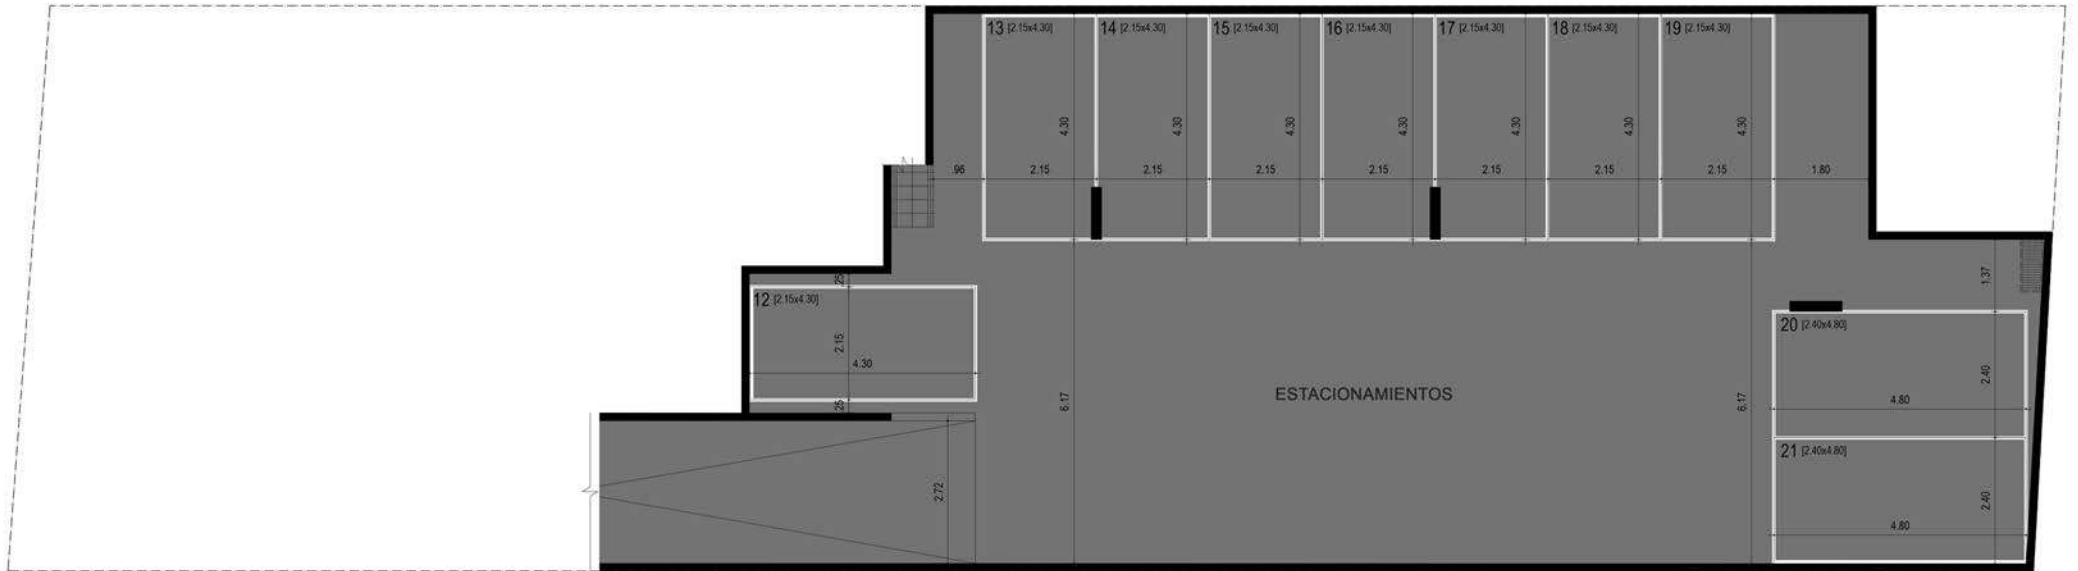 13 [2.15x4.30]
14 [2.15x4.30]
15 [2.15x4.30]
16 [2.15x4.30]
17 [2.15x4.30]
18 [2.15x4.30]
19 [2.15x4.30]
4.30
4.30
4.30
4.30
4.30
4.30
4.30
.96
2.15
2.15
2.15
2.15
2.15
2.15
2.15
1.80
.25
12 [2.15x4.30]
2.15
4.30
.25
2.72
6.17
ESTACIONAMIENTOS
6.17
1.37
20 [2.40x4.80]
2.40
4.80
21 [2.40x4.80]
2.40
4.80